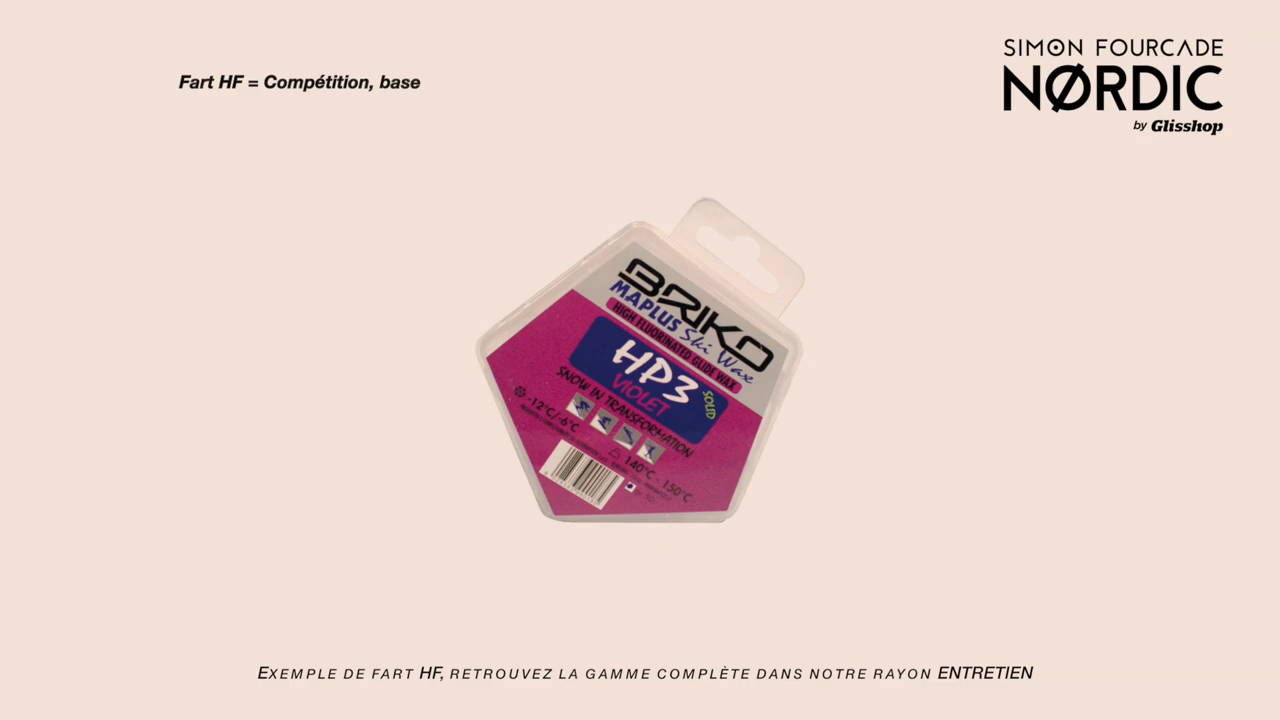 Fart HF = Compétition, base
SIMON FOURCADE
NØRDIC
by Glisshop
BRIKO
MAPLUS Ski Wax
HIGH FLUORINATED GLIDE WAX
HP3
SOLID
VIOLET
SNOW IN TRANSFORMATION
-12°C/-6°C
140°C - 150°C
EXEMPLE DE FART HF, RETROUVEZ LA GAMME COMPLÈTE DANS NOTRE RAYON ENTRETIEN